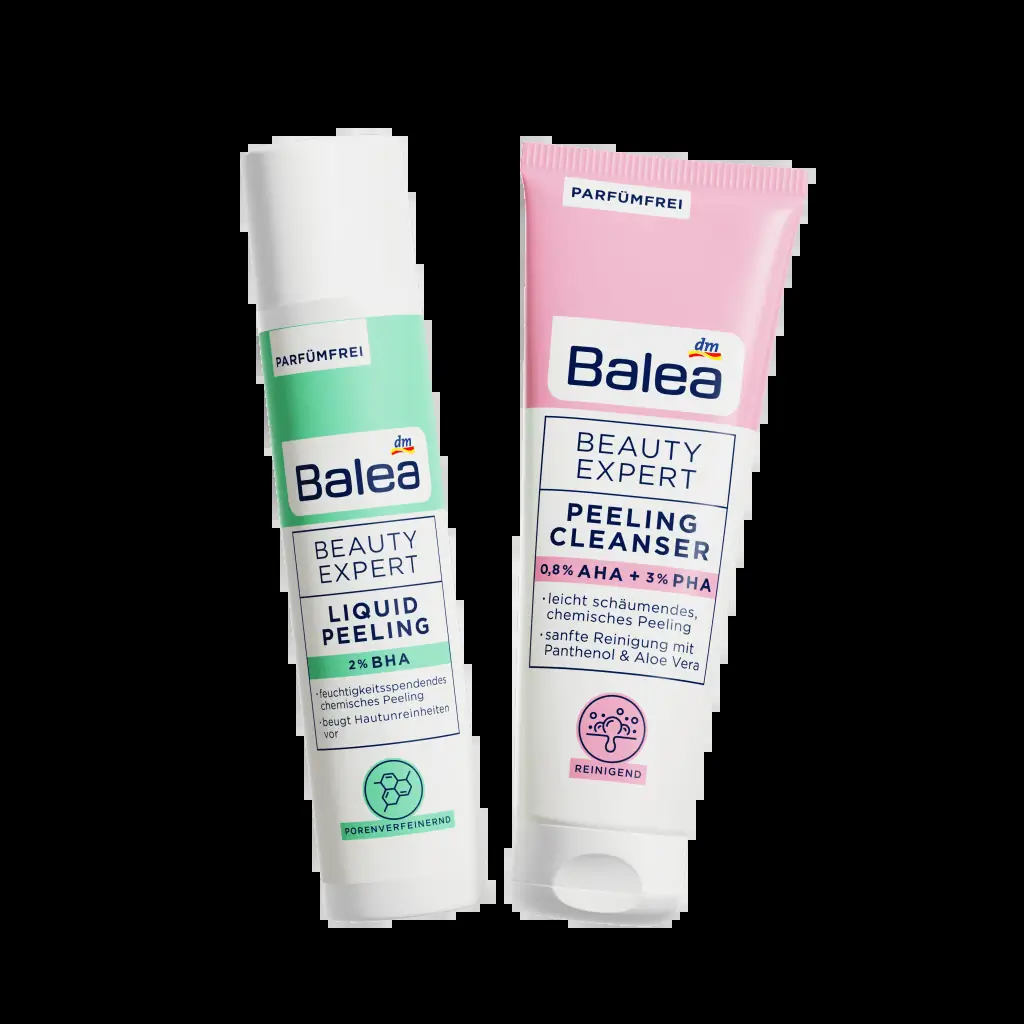 PARFÜMFREI
dm
Balea
BEAUTY
EXPERT
LIQUID
PEELING
2% BHA
·feuchtigkeitsspendendes
chemisches Peeling
·beugt Hautunreinheiten
vor
PORENVERFEINERND
PARFÜMFREI
dm
Balea
BEAUTY
EXPERT
PEELING
CLEANSER
0,8% AHA + 3% PHA
·leicht schäumendes,
chemisches Peeling
·sanfte Reinigung mit
Panthenol & Aloe Vera
REINIGEND